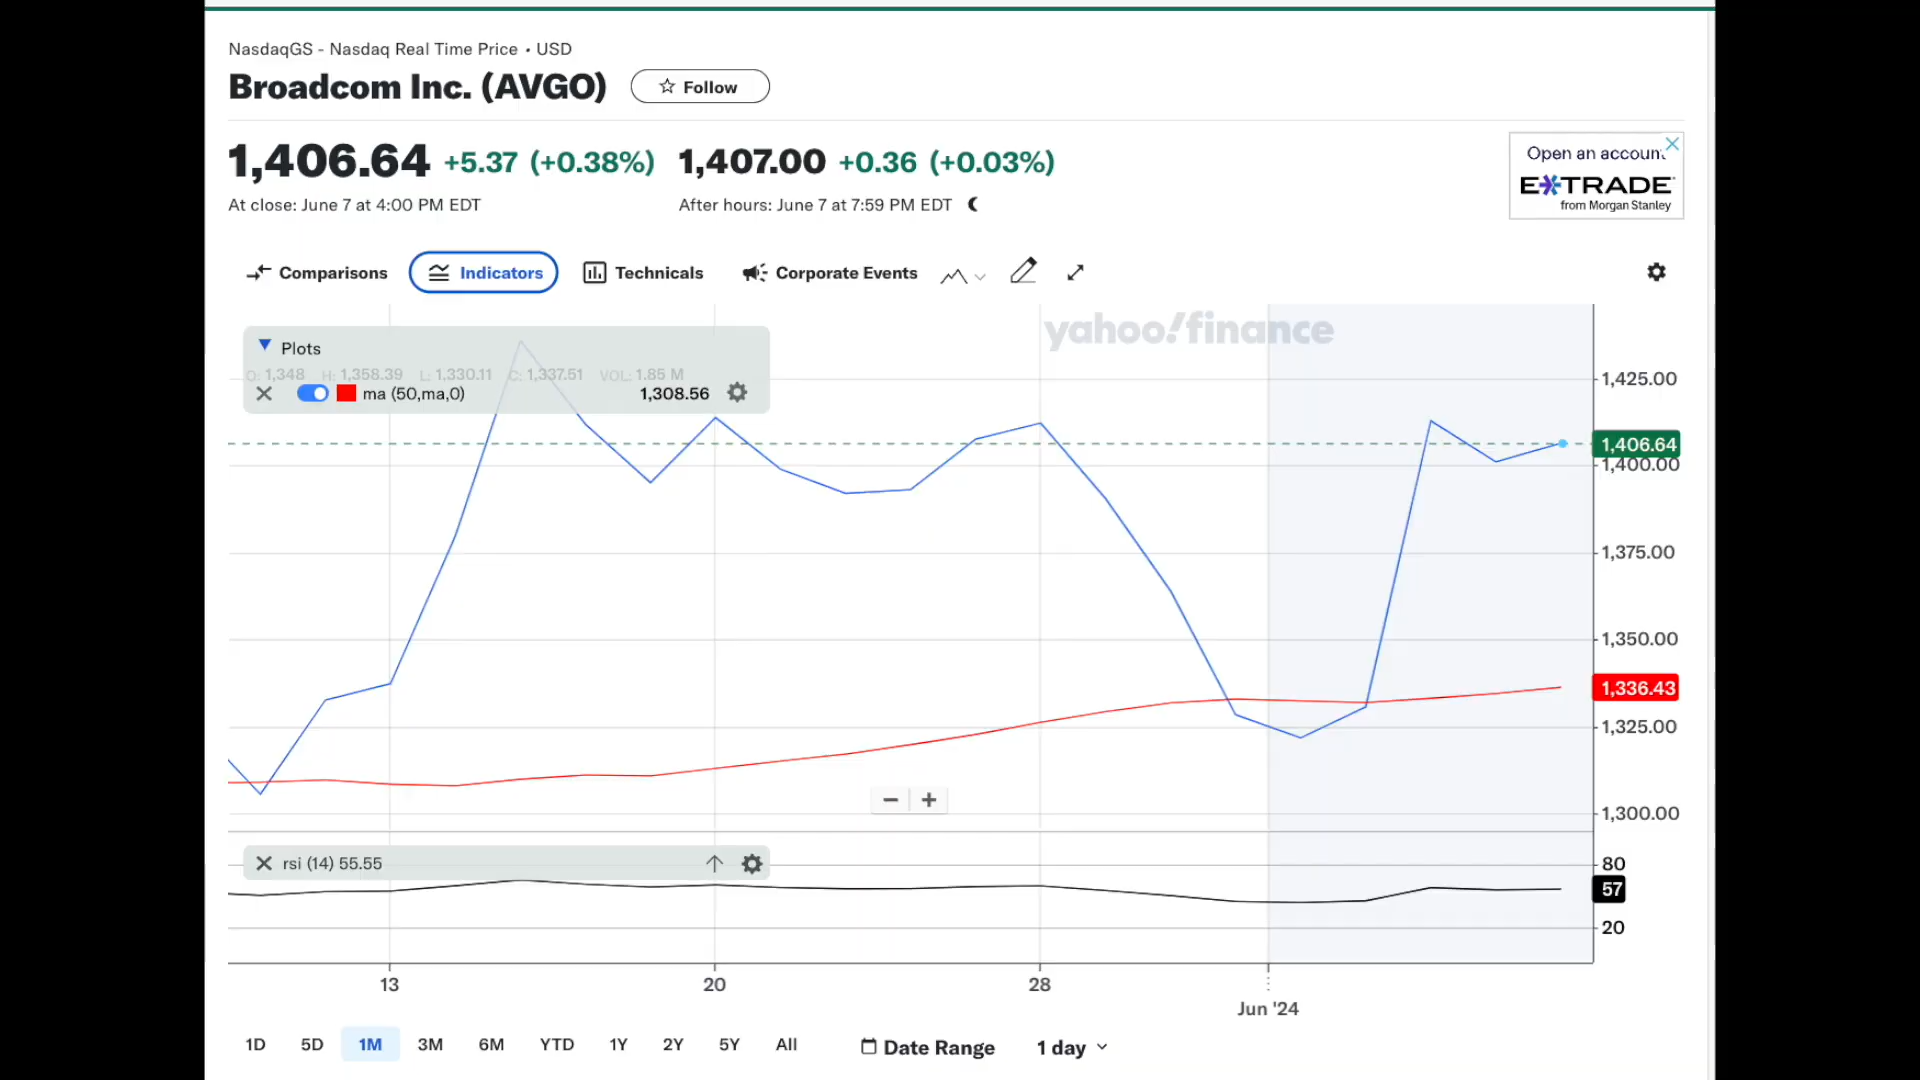 NasdaqGS - Nasdaq Real Time Price • USD
Broadcom Inc. (AVGO)
Follow
1,406.64 +5.37 (+0.38%) 1,407.00 +0.36 (+0.03%)
At close: June 7 at 4:00 PM EDT
After hours: June 7 at 7:59 PM EDT
Open an account
E*TRADE
from Morgan Stanley
Comparisons
Indicators
Technicals
Corporate Events
yahoo!finance
Plots
O: 1,348 H: 1,358.39 L: 1,330.11 C: 1,337.51 VOL: 1.85 M
ma (50,ma,0) 1,308.56
1,425.00
1,406.64
1,400.00
1,375.00
1,350.00
1,336.43
1,325.00
1,300.00
rsi (14) 55.55
80
57
20
13 20 28
Jun '24
1D 5D 1M 3M 6M YTD 1Y 2Y 5Y All Date Range 1 day